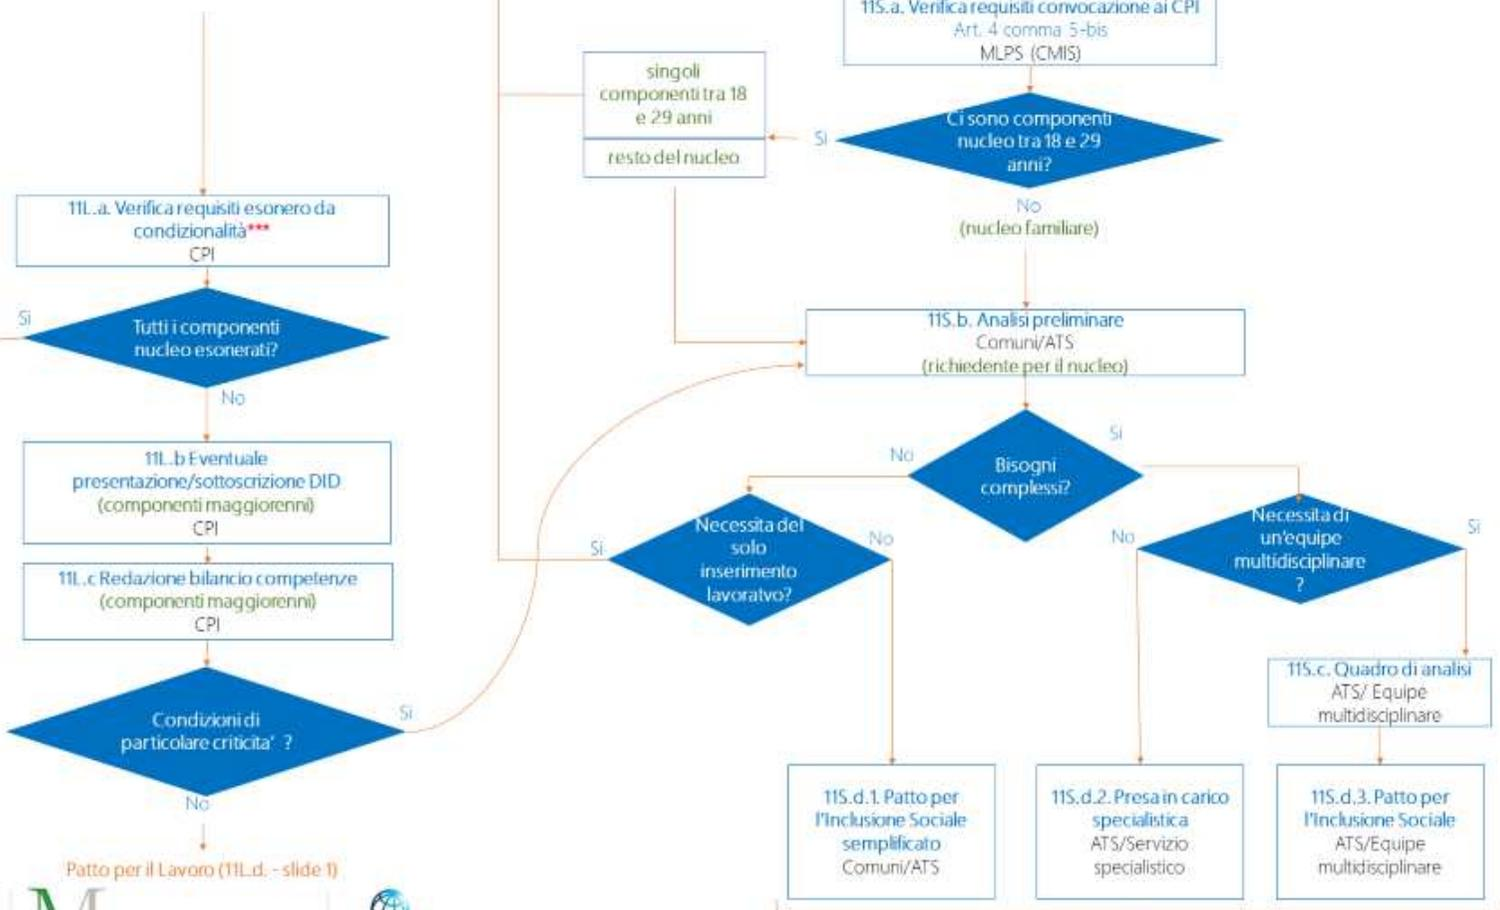 11S.a. Verifica requisiti convocazione ai CPI
Art. 4 comma 5-bis
MLPS (CMIS)
singoli
componenti tra 18
e 29 anni
resto del nucleo
Si
Ci sono componenti
nucleo tra 18 e 29
anni?
No
(nucleo familiare)
11L.a. Verifica requisiti esonero da
condizionalità***
CPI
Si
Tutti i componenti
nucleo esonerati?
No
11S.b. Analisi preliminare
Comuni/ATS
(richiedente per il nucleo)
11L.b Eventuale
presentazione/sottoscrizione DID
(componenti maggiorenni)
CPI
No
Bisogni
complessi?
Si
11L.c Redazione bilancio competenze
(componenti maggiorenni)
CPI
Si
Necessita del
solo
inserimento
lavoratvo?
No
No
Necessita di
un'equipe
multidisciplinare
?
Si
Condizioni di
particolare criticita' ?
Si
No
11S.c. Quadro di analisi
ATS/ Equipe
multidisciplinare
Patto per il Lavoro (11L.d. - slide 1)
11S.d.1. Patto per
l'Inclusione Sociale
semplificato
Comuni/ATS
11S.d.2. Presa in carico
specialistica
ATS/Servizio
specialistico
11S.d.3. Patto per
l'Inclusione Sociale
ATS/Equipe
multidisciplinare